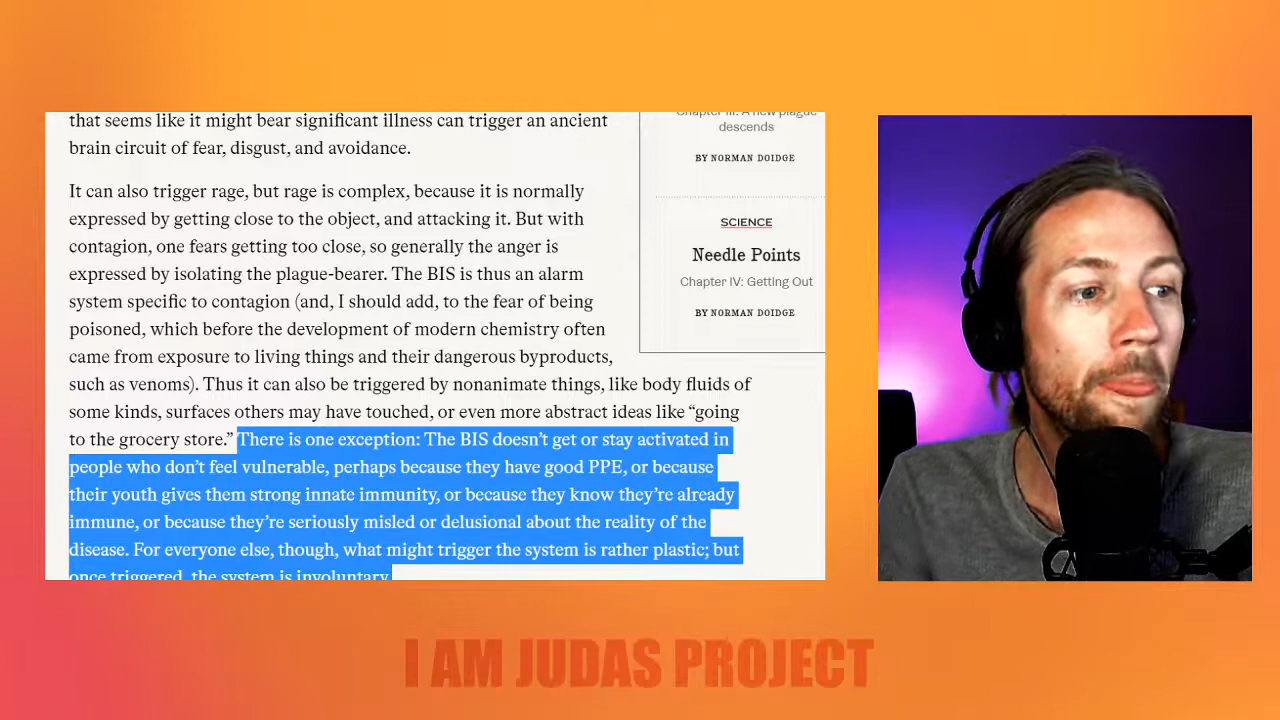 that seems like it might bear significant illness can trigger an ancient
brain circuit of fear, disgust, and avoidance.
It can also trigger rage, but rage is complex, because it is normally
expressed by getting close to the object, and attacking it. But with
contagion, one fears getting too close, so generally the anger is
expressed by isolating the plague-bearer. The BIS is thus an alarm
system specific to contagion (and, I should add, to the fear of being
poisoned, which before the development of modern chemistry often
came from exposure to living things and their dangerous byproducts,
such as venoms). Thus it can also be triggered by nonanimate things, like body fluids of
some kinds, surfaces others may have touched, or even more abstract ideas like “going
to the grocery store.” There is one exception: The BIS doesn’t get or stay activated in
people who don’t feel vulnerable, perhaps because they have good PPE, or because
their youth gives them strong innate immunity, or because they know they’re already
immune, or because they’re seriously misled or delusional about the reality of the
disease. For everyone else, though, what might trigger the system is rather plastic; but
once triggered, the system is involuntary.
Chapter III: A new plague
descends
BY NORMAN DOIDGE
SCIENCE
Needle Points
Chapter IV: Getting Out
BY NORMAN DOIDGE
I AM JUDAS PROJECT